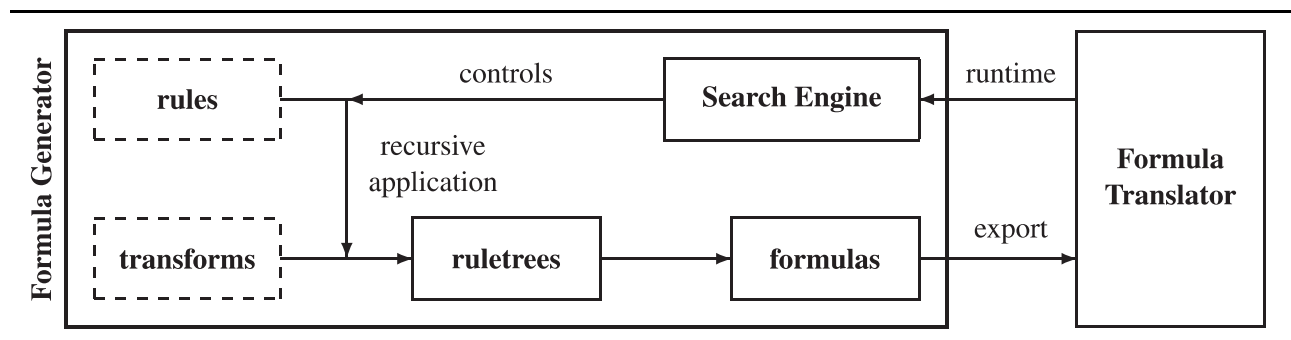 Formula Generator
rules
controls
Search Engine
runtime
recursive
application
Formula
Translator
transforms
ruletrees
formulas
export